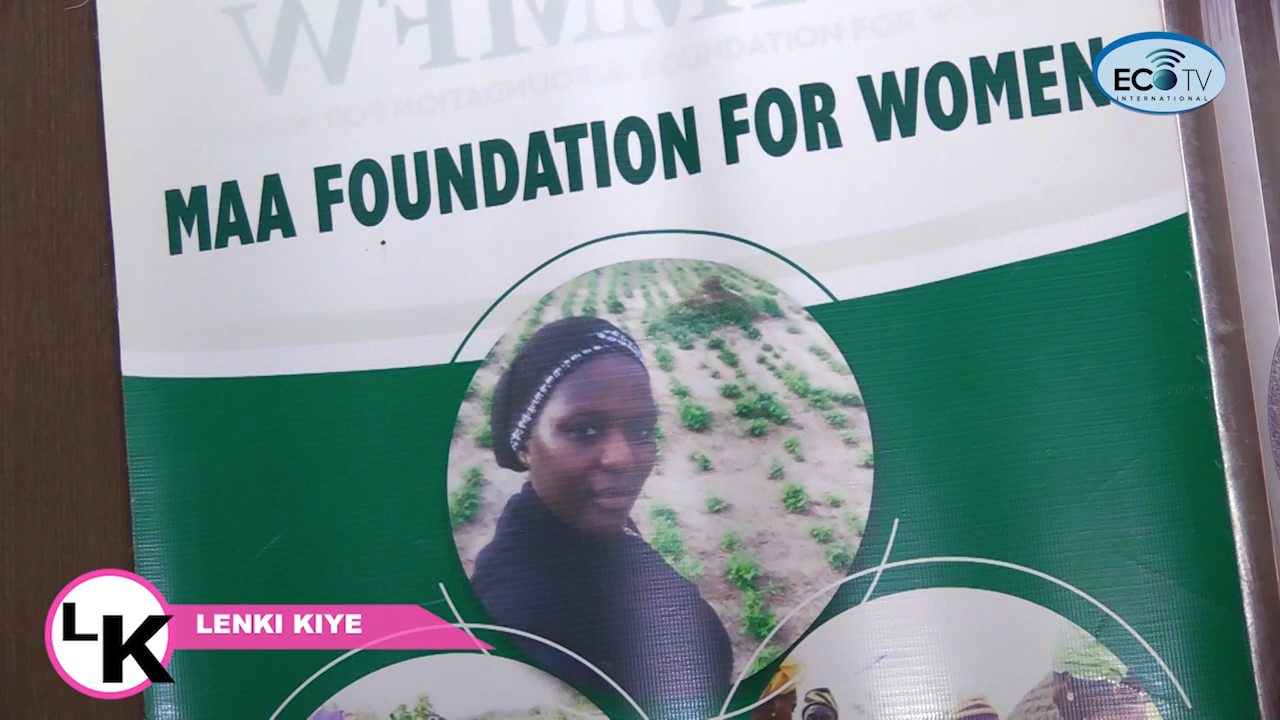 MAA FOUNDATION FOR WOMEN
ECO TV
INTERNATIONAL
LK
LENKI KIYE